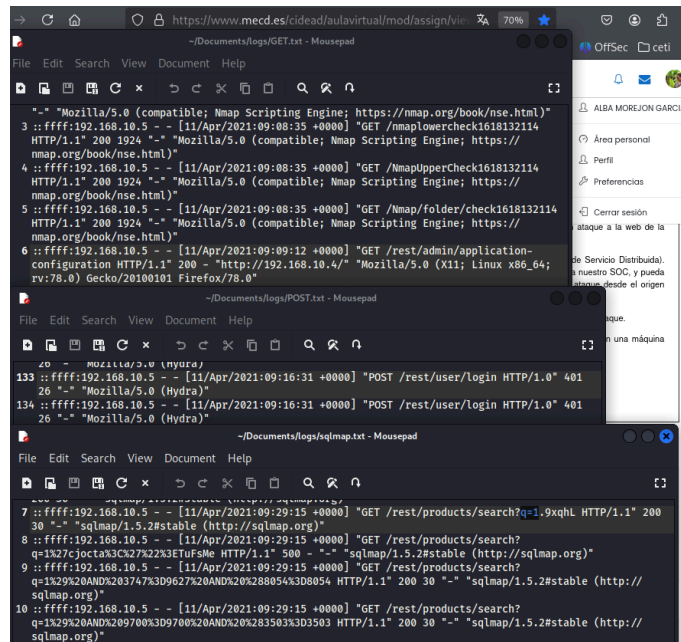 https://www.mecd.es/cidead/aulavirtual/mod/assign/view 70%
OffSec ceti
~/Documents/logs/GET.txt - Mousepad
File Edit Search View Document Help
"-" "Mozilla/5.0 (compatible; Nmap Scripting Engine; https://nmap.org/book/nse.html)"
3 ::ffff:192.168.10.5 - - [11/Apr/2021:09:08:35 +0000] "GET /nmaplowercheck1618132114
HTTP/1.1" 200 1924 "-" "Mozilla/5.0 (compatible; Nmap Scripting Engine; https://
nmap.org/book/nse.html)"
4 ::ffff:192.168.10.5 - - [11/Apr/2021:09:08:35 +0000] "GET /NmapUpperCheck1618132114
HTTP/1.1" 200 1924 "-" "Mozilla/5.0 (compatible; Nmap Scripting Engine; https://
nmap.org/book/nse.html)"
5 ::ffff:192.168.10.5 - - [11/Apr/2021:09:08:35 +0000] "GET /Nmap/folder/check1618132114
HTTP/1.1" 200 1924 "-" "Mozilla/5.0 (compatible; Nmap Scripting Engine; https://
nmap.org/book/nse.html)"
6 ::ffff:192.168.10.5 - - [11/Apr/2021:09:09:12 +0000] "GET /rest/admin/application-
configuration HTTP/1.1" 200 - "http://192.168.10.4/" "Mozilla/5.0 (X11; Linux x86_64;
rv:78.0) Gecko/20100101 Firefox/78.0"
ALBA MOREJON GARCI
Área personal
Perfil
Preferencias
Cerrar sesión
ataque a la web de la
de Servicio Distribuida).
a nuestro SOC, y pueda
ataque desde el origen
aque.
n una máquina
~/Documents/logs/POST.txt - Mousepad
File Edit Search View Document Help
26 "-" "Mozilla/5.0 (Hydra)"
133 ::ffff:192.168.10.5 - - [11/Apr/2021:09:16:31 +0000] "POST /rest/user/login HTTP/1.0" 401
26 "-" "Mozilla/5.0 (Hydra)"
134 ::ffff:192.168.10.5 - - [11/Apr/2021:09:16:31 +0000] "POST /rest/user/login HTTP/1.0" 401
26 "-" "Mozilla/5.0 (Hydra)"
~/Documents/logs/sqlmap.txt - Mousepad
File Edit Search View Document Help
200 30 "-" "sqlmap/1.5.2#stable (http://sqlmap.org)"
7 ::ffff:192.168.10.5 - - [11/Apr/2021:09:29:15 +0000] "GET /rest/products/search?q=1.9xqhL HTTP/1.1" 200
30 "-" "sqlmap/1.5.2#stable (http://sqlmap.org)"
8 ::ffff:192.168.10.5 - - [11/Apr/2021:09:29:15 +0000] "GET /rest/products/search?
q=1%27cjocta%3C%27%22%3ETuFsMe HTTP/1.1" 500 - "-" "sqlmap/1.5.2#stable (http://sqlmap.org)"
9 ::ffff:192.168.10.5 - - [11/Apr/2021:09:29:15 +0000] "GET /rest/products/search?
q=1%29%20AND%203747%3D9627%20AND%20%288054%3D8054 HTTP/1.1" 200 30 "-" "sqlmap/1.5.2#stable (http://
sqlmap.org)"
10 ::ffff:192.168.10.5 - - [11/Apr/2021:09:29:15 +0000] "GET /rest/products/search?
q=1%29%20AND%209700%3D9700%20AND%20%283503%3D3503 HTTP/1.1" 200 30 "-" "sqlmap/1.5.2#stable (http://
sqlmap.org)"